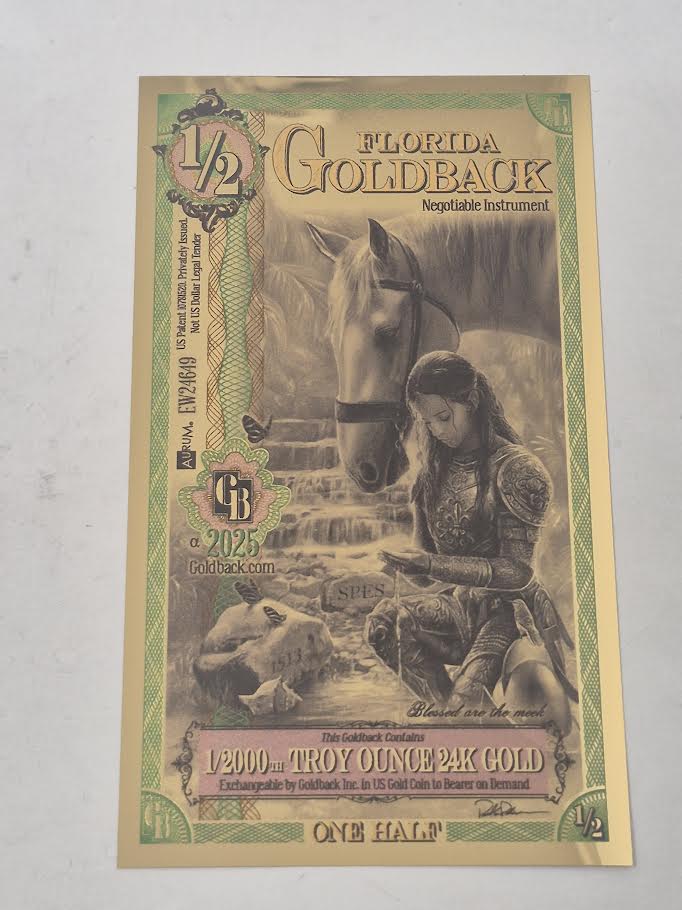 1/2
FLORIDA
GOLDBACK
Negotiable Instrument
US Patent 10781520. Privately Issued.
Not US Dollar Legal Tender
AURUM® EW24649
GB
α 2025
Goldback.com
SPES
1513
Blessed are the meek
This Goldback Contains
1/2000TH TROY OUNCE 24K GOLD
Exchangeable by Goldback Inc. in US Gold Coin to Bearer on Demand
GB
ONE HALF
1/2
GB